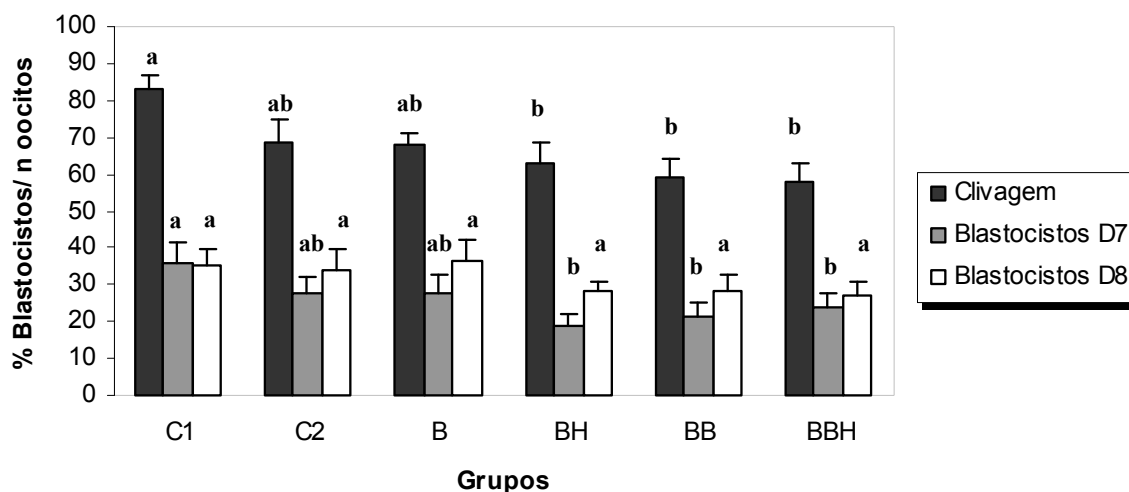 % Blastocistos/ n oocitos
100
90
80
70
60
50
40
30
20
10
0
a
a
a
ab
ab
a
ab
ab
a
b
b
a
b
b
a
b
b
a
C1
C2
B
BH
BB
BBH
Grupos
Clivagem
Blastocistos D7
Blastocistos D8